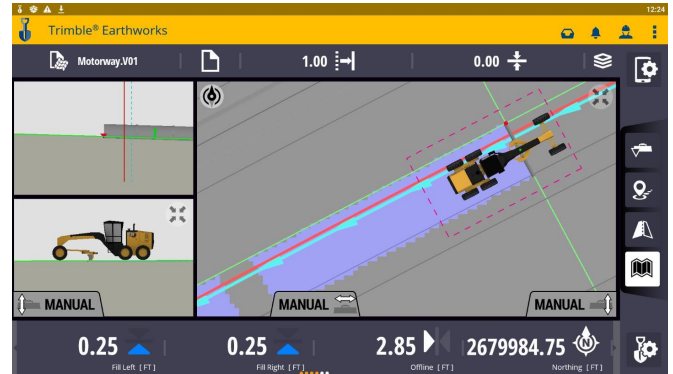 12:24
Trimble® Earthworks
Motorway.V01
1.00
0.00
MANUAL
MANUAL
MANUAL
0.25
0.25
2.85
2679984.75
Fill Left [FT]
Fill Right [FT]
Offline [FT]
Northing [FT]